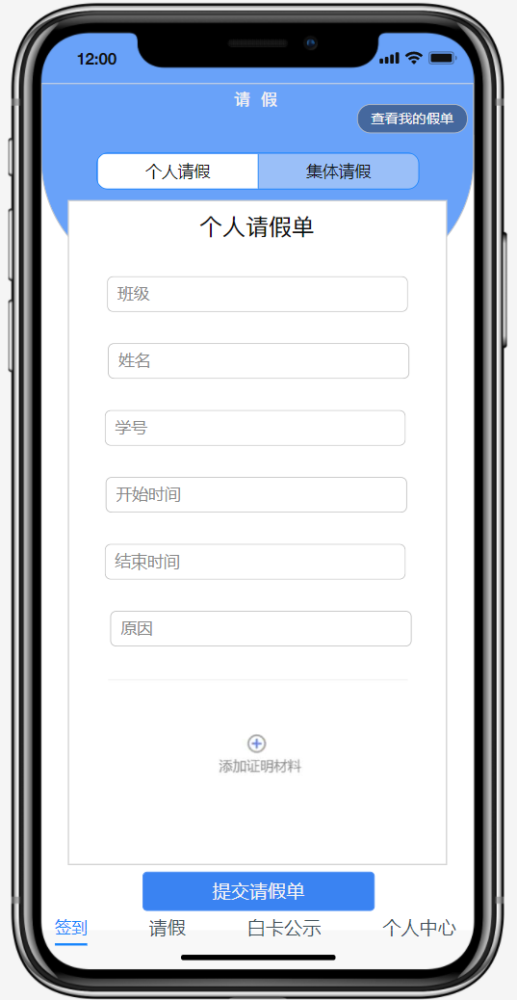 12:00
请 假
查看我的假单
个人请假
集体请假
个人请假单
班级
姓名
学号
开始时间
结束时间
原因
添加证明材料
提交请假单
签到
请假
白卡公示
个人中心